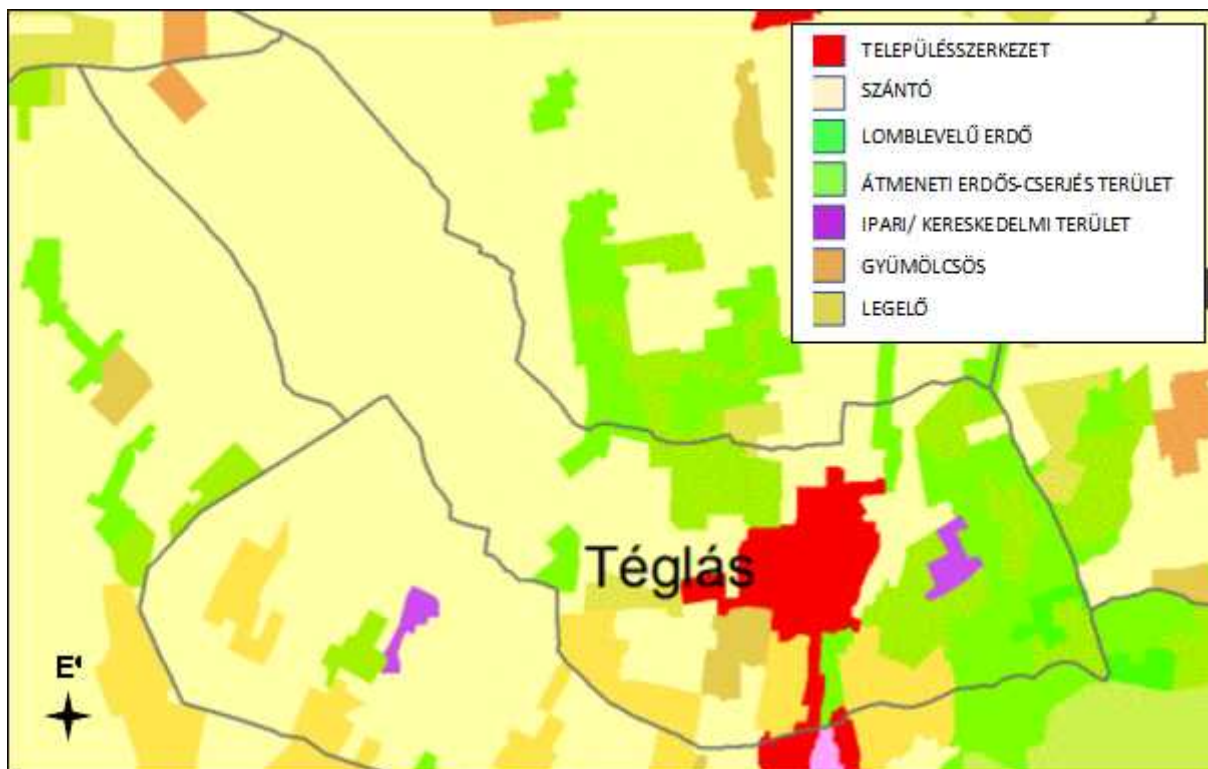 TELEPÜLÉSSZERKEZET
SZÁNTÓ
LOMBLEVELŰ ERDŐ
ÁTMENETI ERDŐS-CSERJÉS TERÜLET
IPARI/ KERESKEDELMI TERÜLET
GYÜMÖLCSÖS
LEGELŐ
Téglás